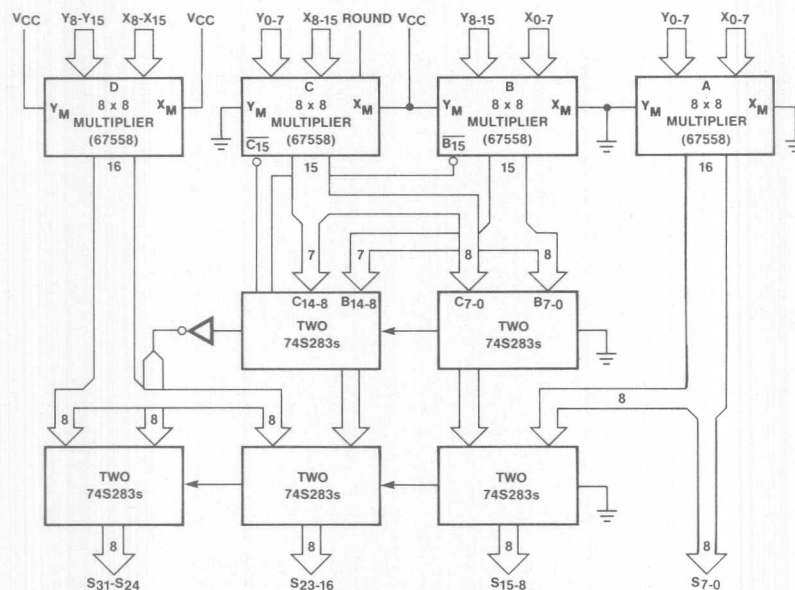 VCC Y8-Y15 X8-X15 VCC Y0-7 X8-15 ROUND VCC Y8-15 X0-7 Y0-7 X0-7
D C B A
YM 8 x 8 XM YM 8 x 8 XM YM 8 x 8 XM YM 8 x 8 XM
MULTIPLIER MULTIPLIER MULTIPLIER MULTIPLIER
(67558) C̅1̅5̅ (67558) B̅1̅5̅ (67558) (67558)
16 15 15 16
7 7 8 8
C14-8 B14-8 C7-0 B7-0
TWO TWO
74S283s 74S283s
8 8 8
TWO TWO TWO
74S283s 74S283s 74S283s
8 8 8 8
S31-S24 S23-16 S15-8 S7-0